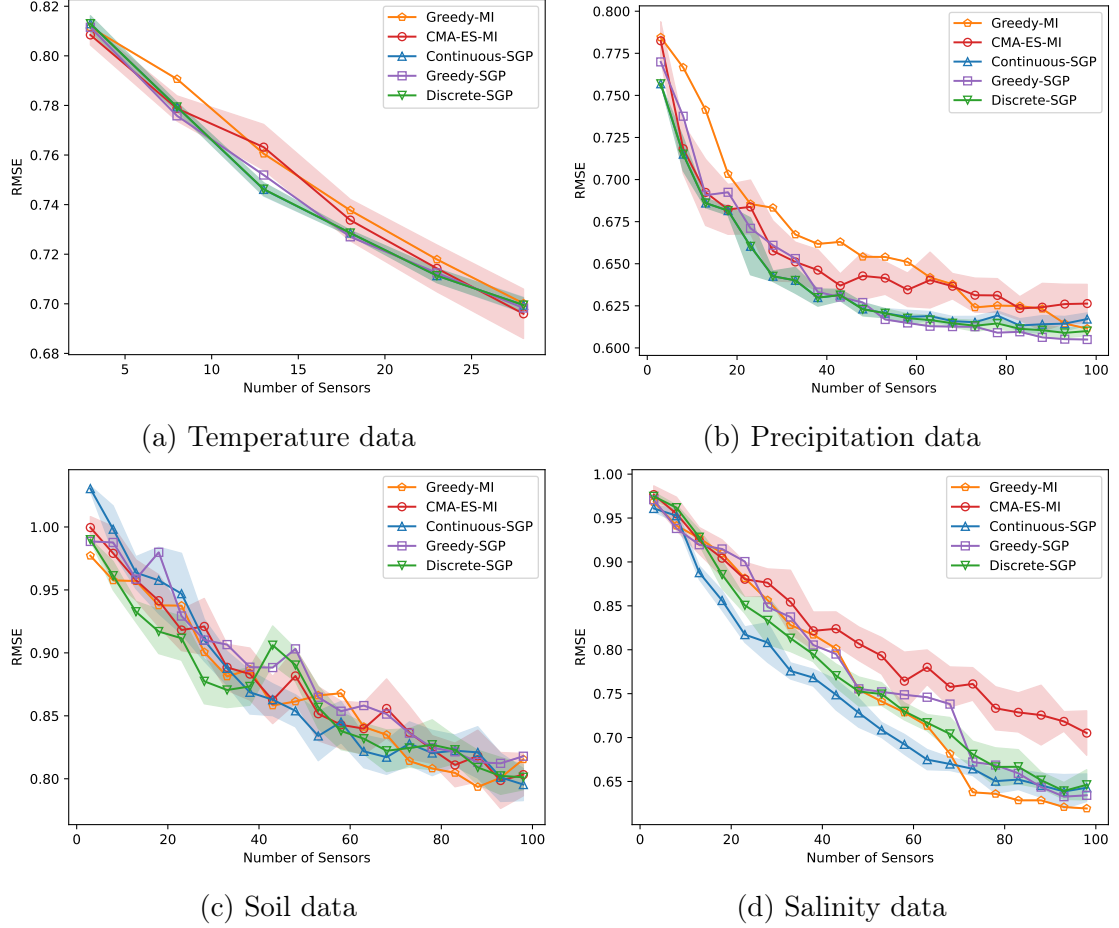 0.82
0.80
0.78
0.76
0.74
0.72
0.70
0.68
RMSE
5
10
15
20
25
Number of Sensors
Greedy-MI
CMA-ES-MI
Continuous-SGP
Greedy-SGP
Discrete-SGP
(a) Temperature data
0.800
0.775
0.750
0.725
0.700
0.675
0.650
0.625
0.600
RMSE
0
20
40
60
80
100
Number of Sensors
Greedy-MI
CMA-ES-MI
Continuous-SGP
Greedy-SGP
Discrete-SGP
(b) Precipitation data
1.00
0.95
0.90
0.85
0.80
RMSE
0
20
40
60
80
100
Number of Sensors
Greedy-MI
CMA-ES-MI
Continuous-SGP
Greedy-SGP
Discrete-SGP
(c) Soil data
1.00
0.95
0.90
0.85
0.80
0.75
0.70
0.65
RMSE
0
20
40
60
80
100
Number of Sensors
Greedy-MI
CMA-ES-MI
Continuous-SGP
Greedy-SGP
Discrete-SGP
(d) Salinity data